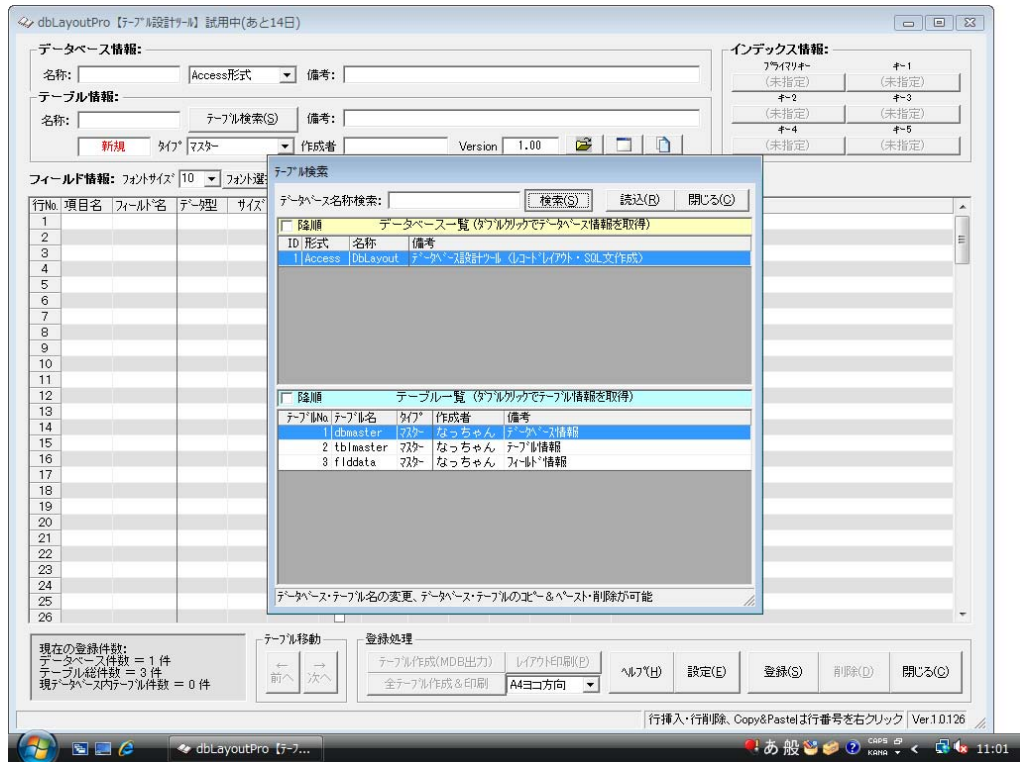 dbLayoutPro【ﾃｰﾌﾞﾙ設計ﾂｰﾙ】試用中(あと14日)
データベース情報:
名称: Access形式 備考:
テーブル情報:
名称: ﾃｰﾌﾞﾙ検索(S) 備考:
新規 ﾀｲﾌﾟ ﾏｽﾀｰ 作成者 Version 1.00
インデックス情報:
ﾌﾟﾗｲﾏﾘｷｰ ｷｰ1
(未指定) (未指定)
ｷｰ2 ｷｰ3
(未指定) (未指定)
ｷｰ4 ｷｰ5
(未指定) (未指定)
フィールド情報: ﾌｫﾝﾄｻｲｽﾞ 10 ﾌｫﾝﾄ選
行No. 項目名 ﾌｨｰﾙﾄﾞ名 ﾃﾞｰﾀ型 ｻｲｽﾞ
1
2
3
4
5
6
7
8
9
10
11
12
13
14
15
16
17
18
19
20
21
22
23
24
25
26
ﾃｰﾌﾞﾙ検索
ﾃﾞｰﾀﾍﾞｰｽ名称検索: 検索(S) 読込(R) 閉じる(C)
降順 データベース一覧(ﾀﾞﾌﾞﾙｸﾘｯｸでﾃﾞｰﾀﾍﾞｰｽ情報を取得)
ID 形式 名称 備考
1 Access DbLayout ﾃﾞｰﾀﾍﾞｰｽ設計ﾂｰﾙ(ﾚｺｰﾄﾞﾚｲｱｳﾄ・SQL文作成)
降順 テーブル一覧(ﾀﾞﾌﾞﾙｸﾘｯｸでﾃｰﾌﾞﾙ情報を取得)
ﾃｰﾌﾞﾙNo ﾃｰﾌﾞﾙ名 ﾀｲﾌﾟ 作成者 備考
1 dbmaster ﾏｽﾀｰ なっちゃん ﾃﾞｰﾀﾍﾞｰｽ情報
2 tblmaster ﾏｽﾀｰ なっちゃん ﾃｰﾌﾞﾙ情報
3 flddata ﾏｽﾀｰ なっちゃん ﾌｨｰﾙﾄﾞ情報
ﾃﾞｰﾀﾍﾞｰｽ・ﾃｰﾌﾞﾙ名の変更、ﾃﾞｰﾀﾍﾞｰｽ・ﾃｰﾌﾞﾙのｺﾋﾟｰ&ﾍﾟｰｽﾄ・削除が可能
現在の登録件数:
データベース件数 = 1 件
テーブル総件数 = 3 件
現ﾃﾞｰﾀﾍﾞｰｽ内ﾃｰﾌﾞﾙ件数 = 0 件
ﾃｰﾌﾞﾙ移動
← 前へ → 次へ
登録処理
ﾃｰﾌﾞﾙ作成(MDB出力) ﾚｲｱｳﾄ印刷(P)
全ﾃｰﾌﾞﾙ作成&印刷 A4ヨコ方向
ﾍﾙﾌﾟ(H) 設定(E) 登録(S) 削除(D) 閉じる(C)
行挿入・行削除、Copy&Pasteは行番号を右クリック Ver.1.0.126
dbLayoutPro【ﾃｰﾌ... あ 般 CAPS KANA 11:01